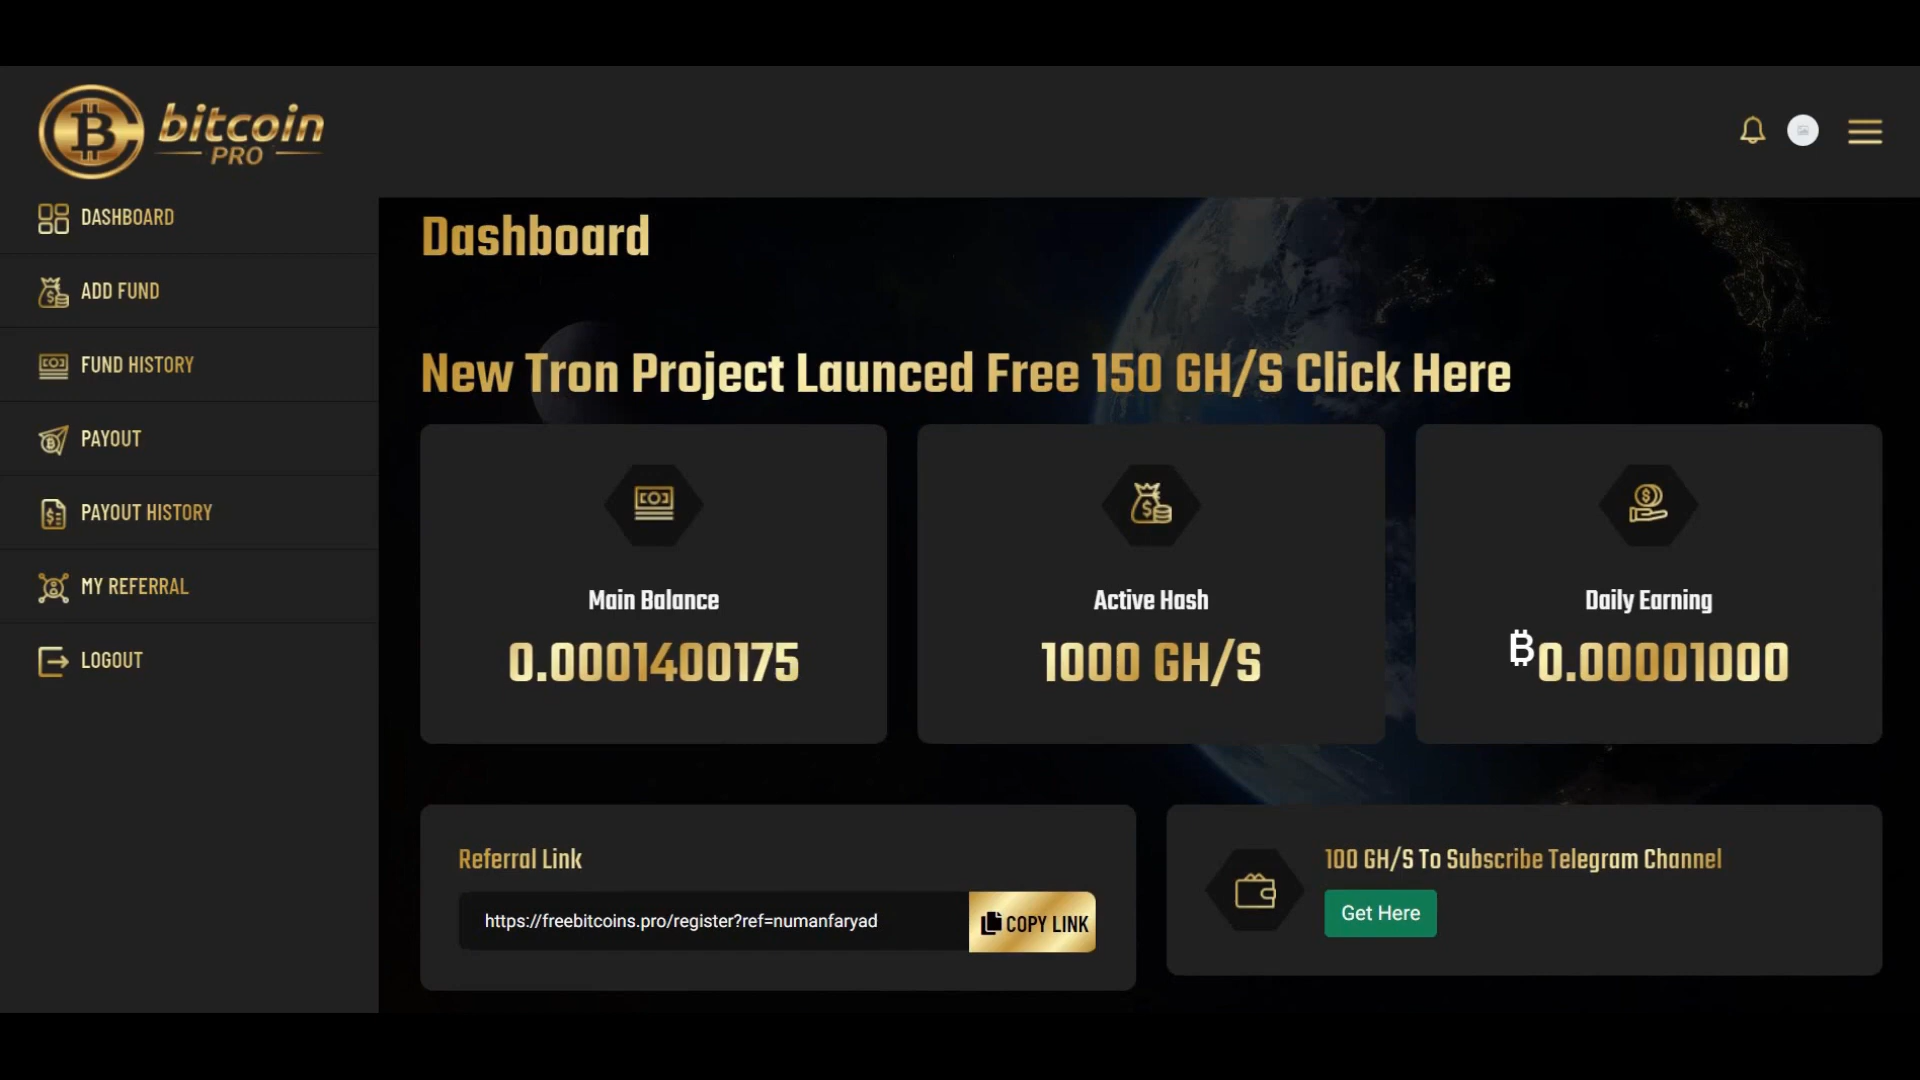 bitcoin
PRO
DASHBOARD
ADD FUND
FUND HISTORY
PAYOUT
PAYOUT HISTORY
MY REFERRAL
LOGOUT
Dashboard
New Tron Project Launced Free 150 GH/S Click Here
Main Balance
0.0001400175
Active Hash
1000 GH/S
Daily Earning
₿0.00001000
Referral Link
https://freebitcoins.pro/register?ref=numanfaryad
COPY LINK
100 GH/S To Subscribe Telegram Channel
Get Here